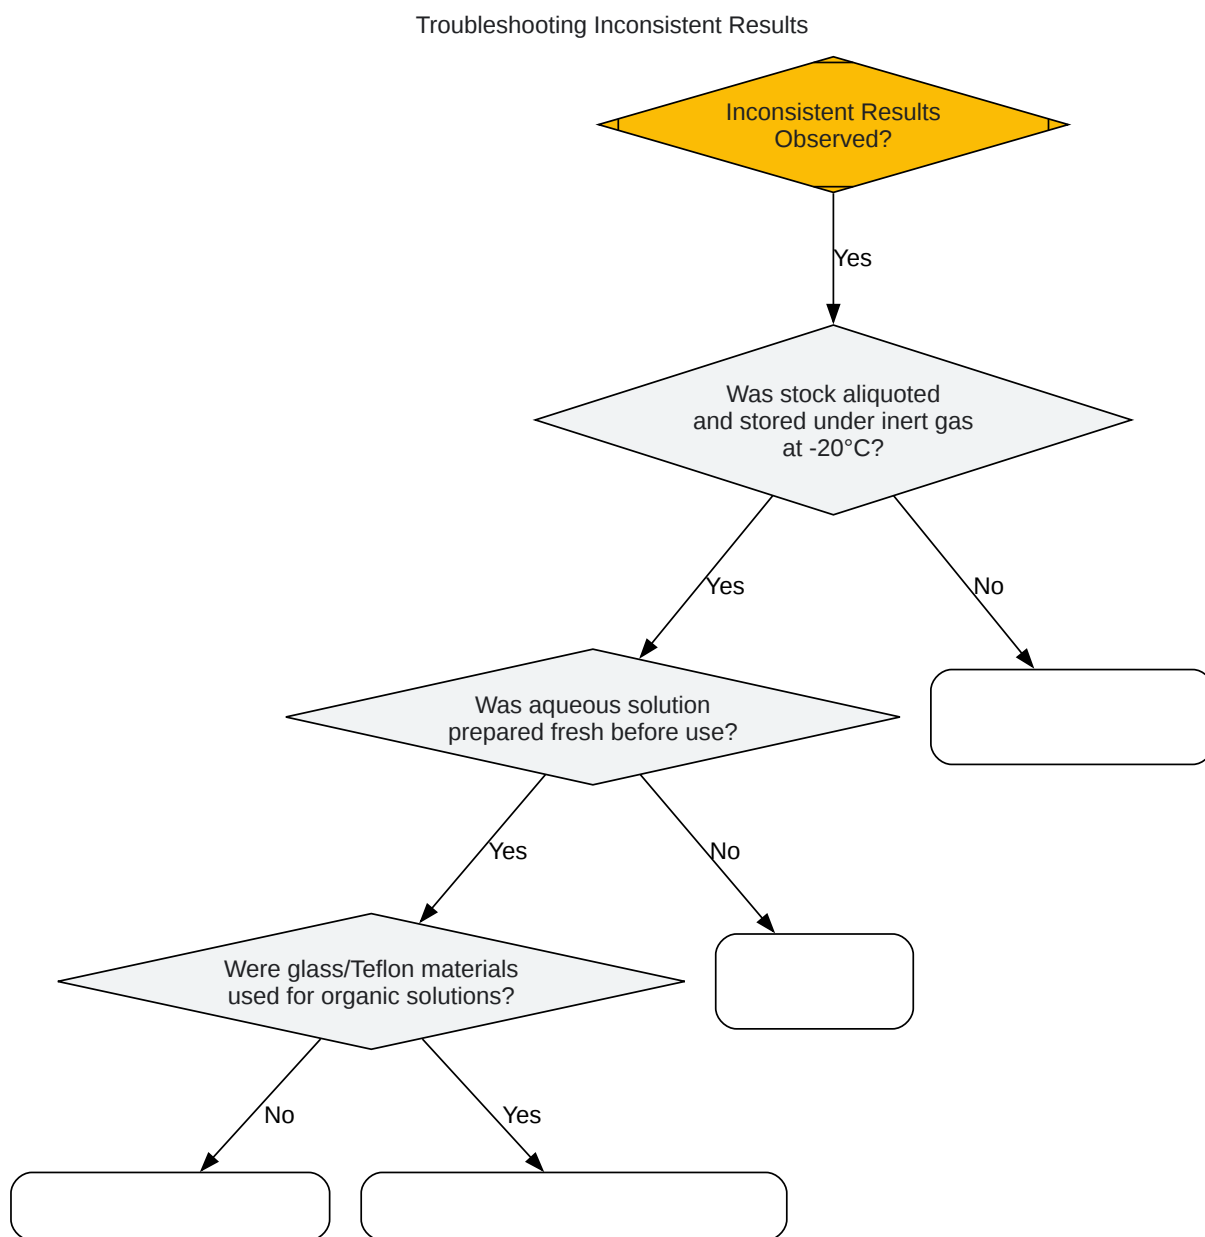 Troubleshooting Inconsistent Results
Inconsistent Results
Observed?
Yes
Was stock aliquoted
and stored under inert gas
at -20°C?
Yes
No
Was aqueous solution
prepared fresh before use?
Yes
No
Were glass/Teflon materials
used for organic solutions?
No
Yes